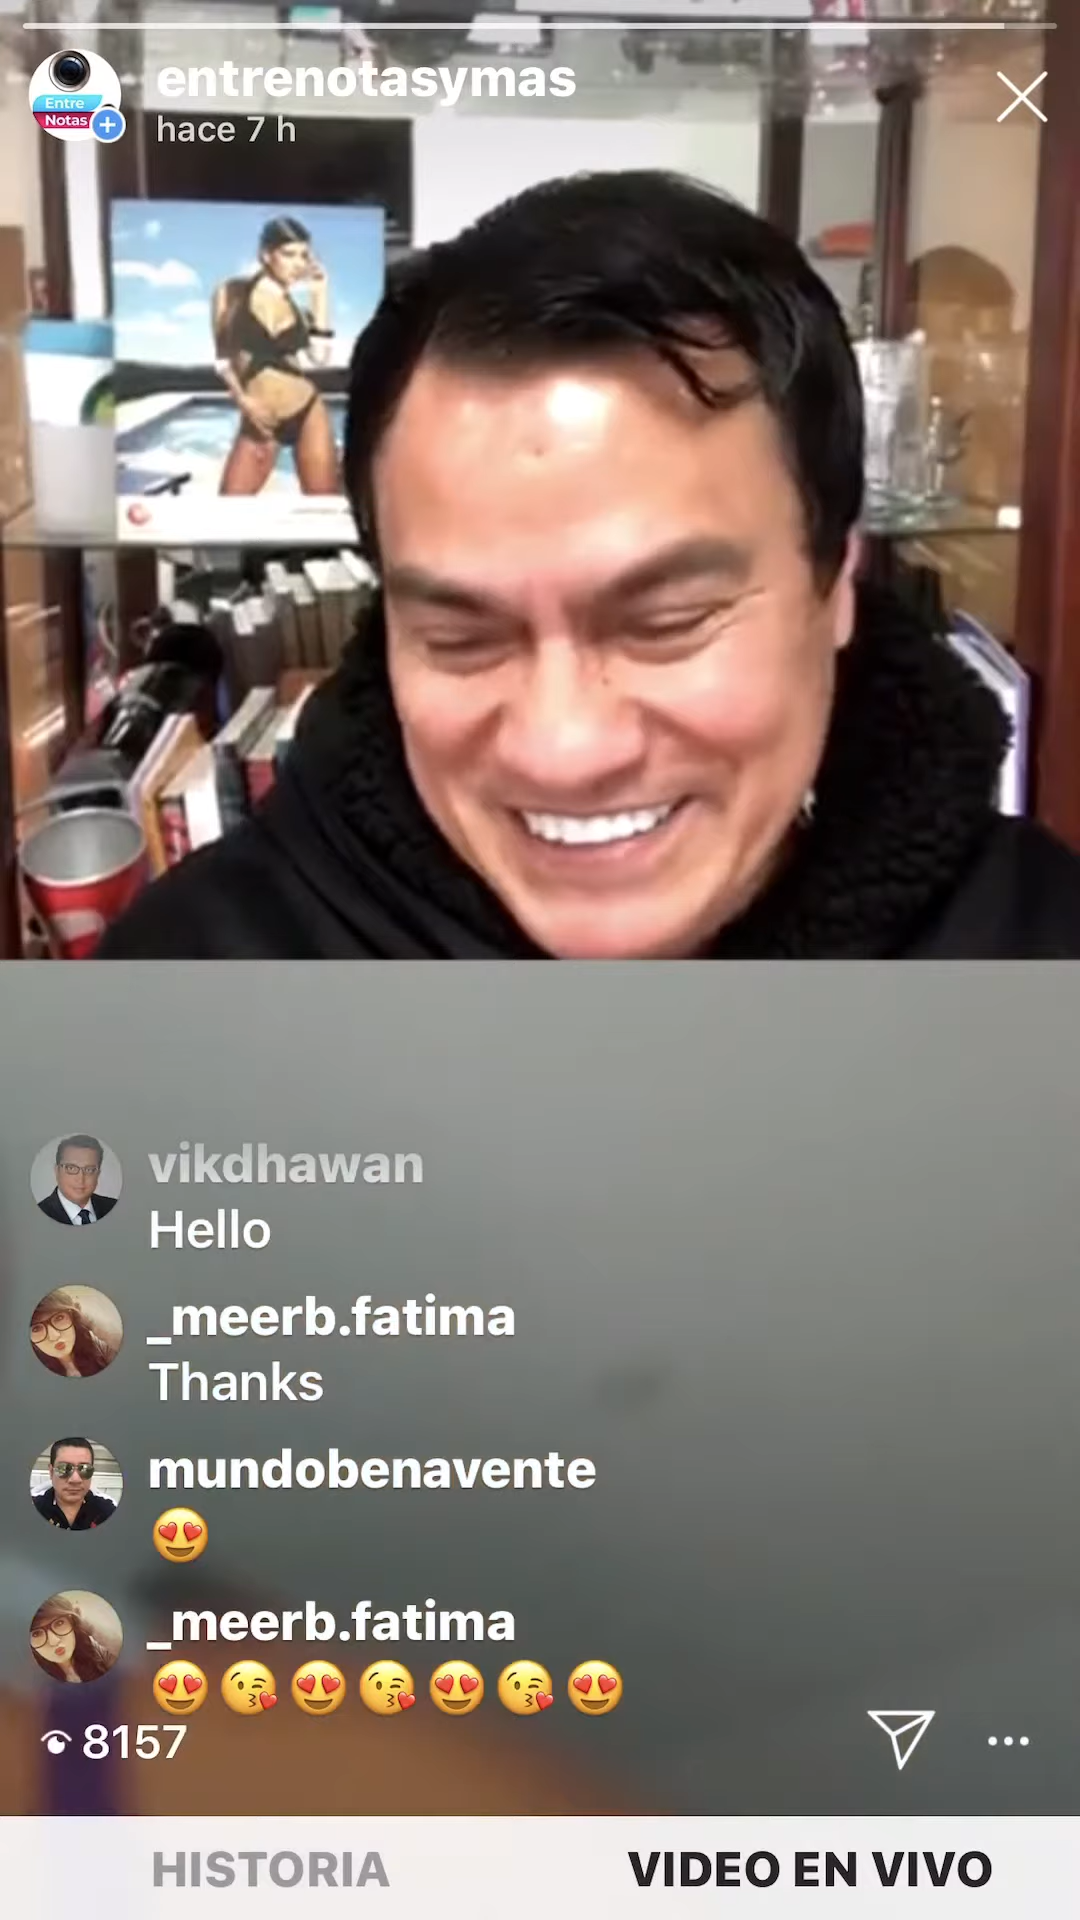 entrenotasymas
Entre
Notas
hace 7 h
vikdhawan
Hello
_meerb.fatima
Thanks
mundobenavente
😍
_meerb.fatima
😍😘😍😘😍😘😍
8157
HISTORIA
VIDEO EN VIVO